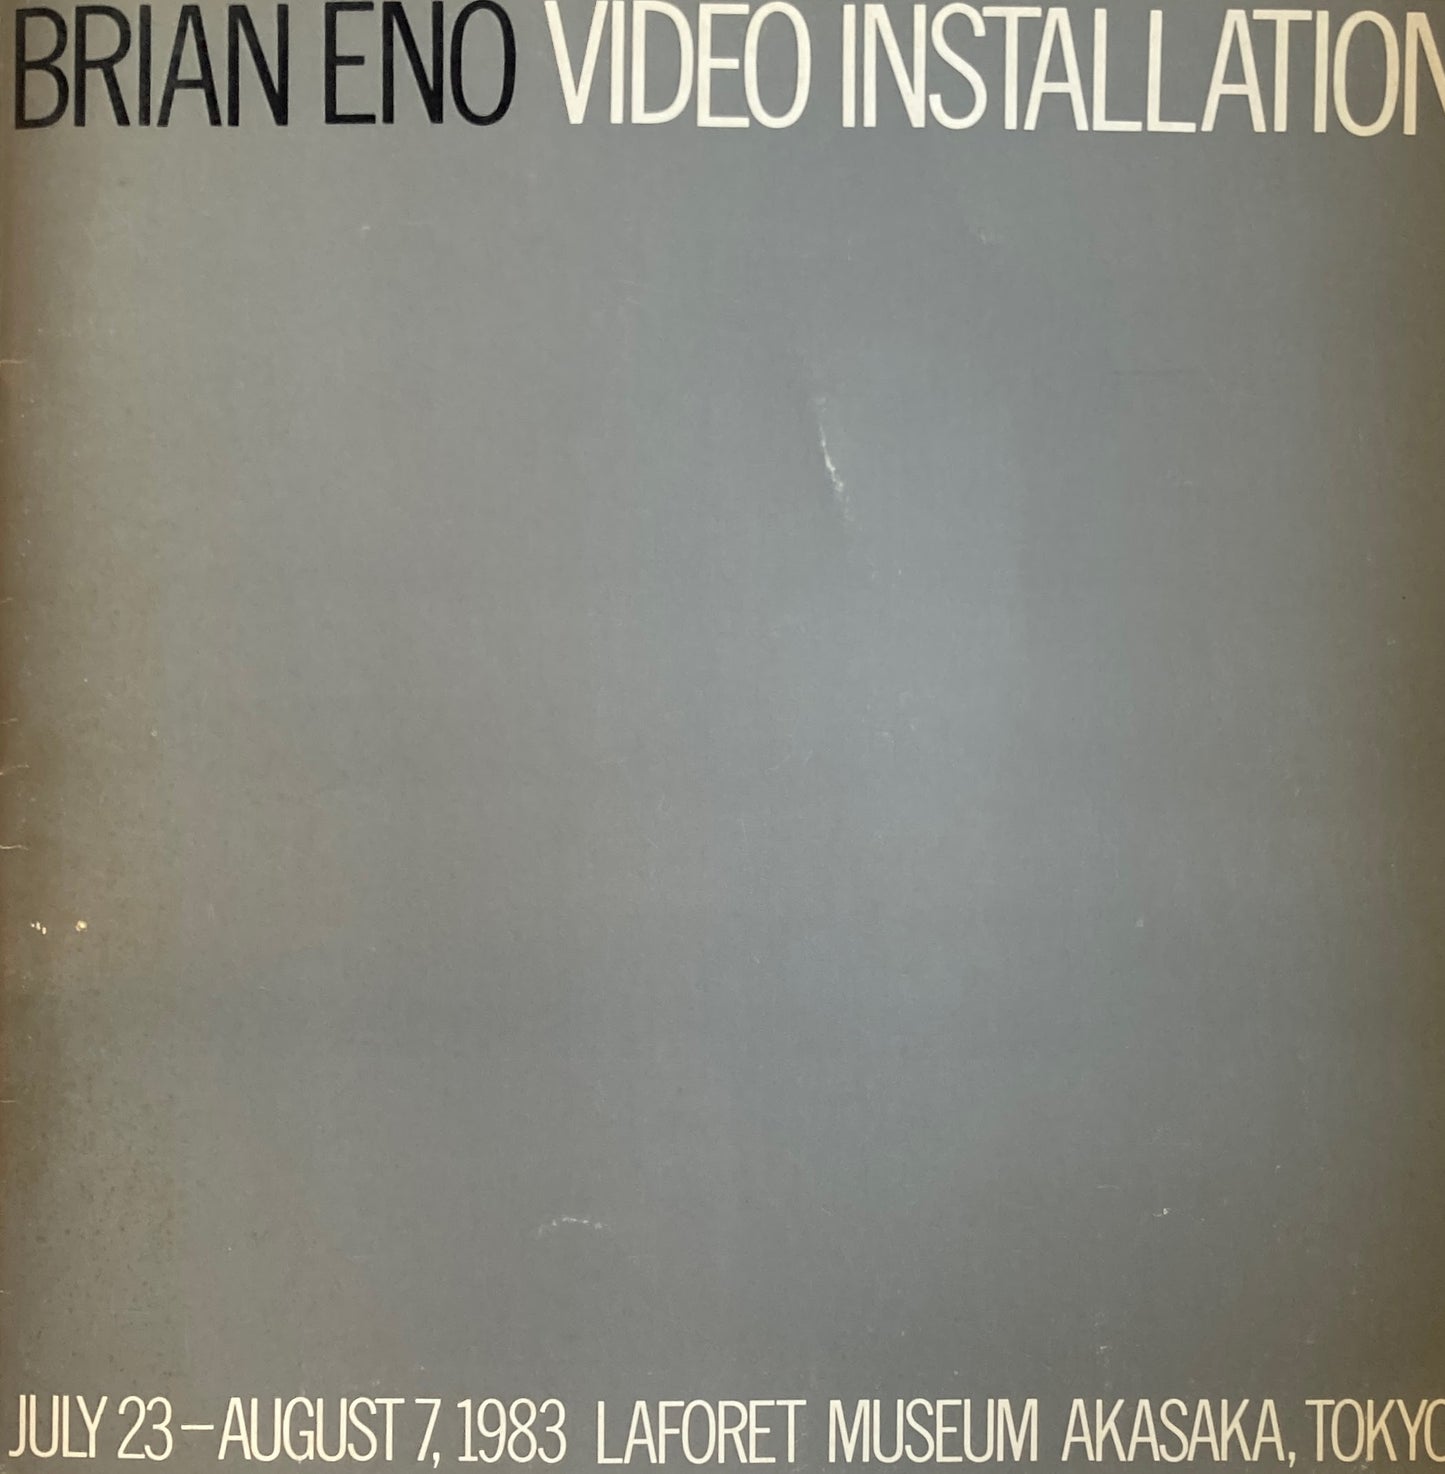 BRIAN ENO VIDEO INSTALLATION
JULY 23–AUGUST 7, 1983 LAFORET MUSEUM AKASAKA, TOKYO